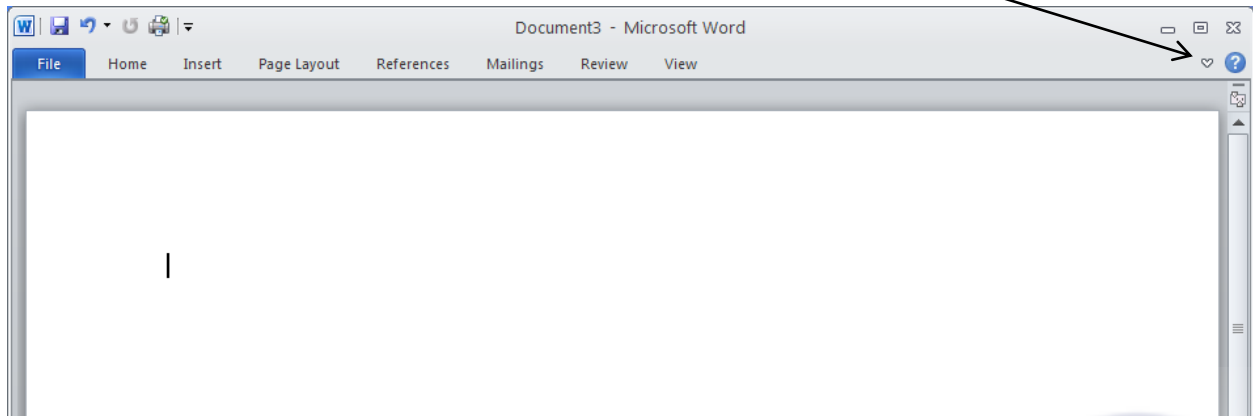 W Document3 - Microsoft Word
File Home Insert Page Layout References Mailings Review View ?